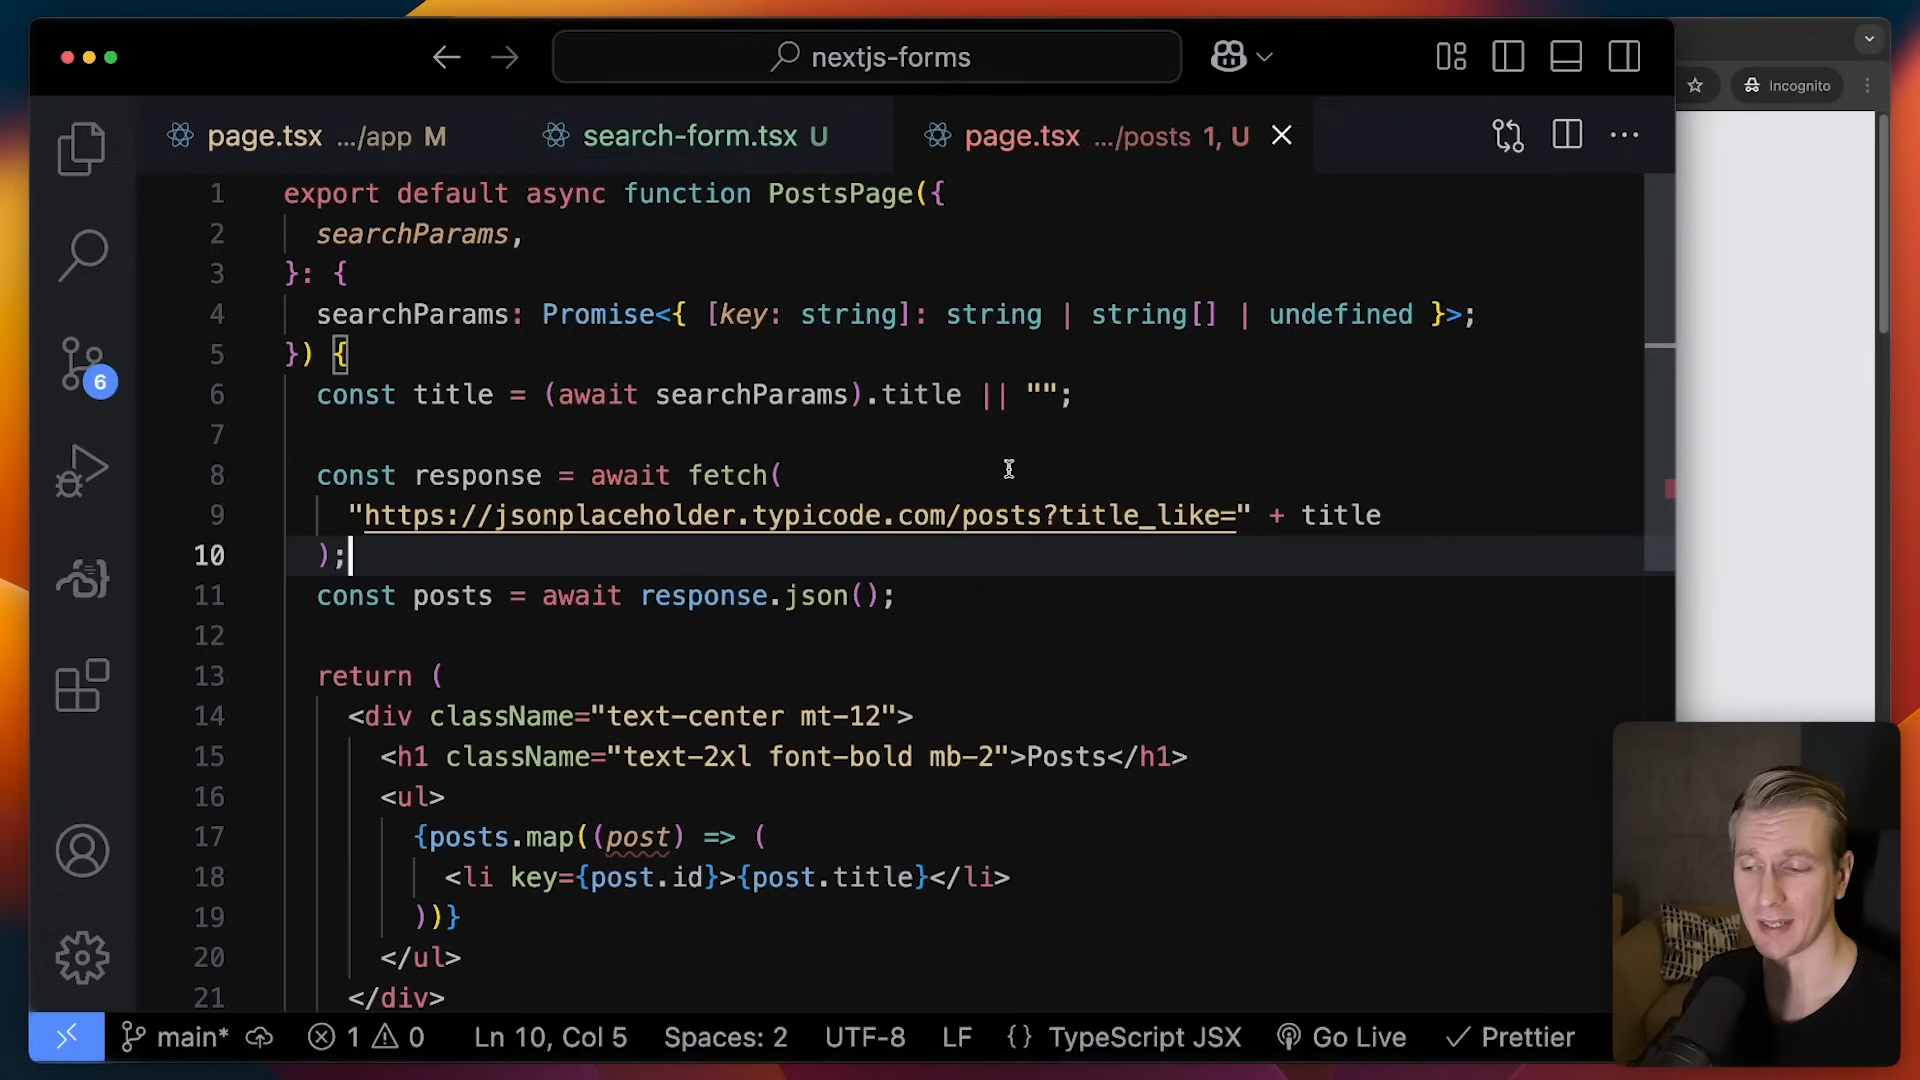 nextjs-forms
Incognito
page.tsx .../app M
search-form.tsx U
page.tsx .../posts 1, U
1 export default async function PostsPage({
2 searchParams,
3 }: {
4 searchParams: Promise<{ [key: string]: string | string[] | undefined }>;
5 }) {
6 const title = (await searchParams).title || "";
7
8 const response = await fetch(
9 "https://jsonplaceholder.typicode.com/posts?title_like=" + title
10 );
11 const posts = await response.json();
12
13 return (
14 <div className="text-center mt-12">
15 <h1 className="text-2xl font-bold mb-2">Posts</h1>
16 <ul>
17 {posts.map((post) => (
18 <li key={post.id}>{post.title}</li>
19 ))}
20 </ul>
21 </div>
6
main* 1 0 Ln 10, Col 5 Spaces: 2 UTF-8 LF {} TypeScript JSX Go Live Prettier